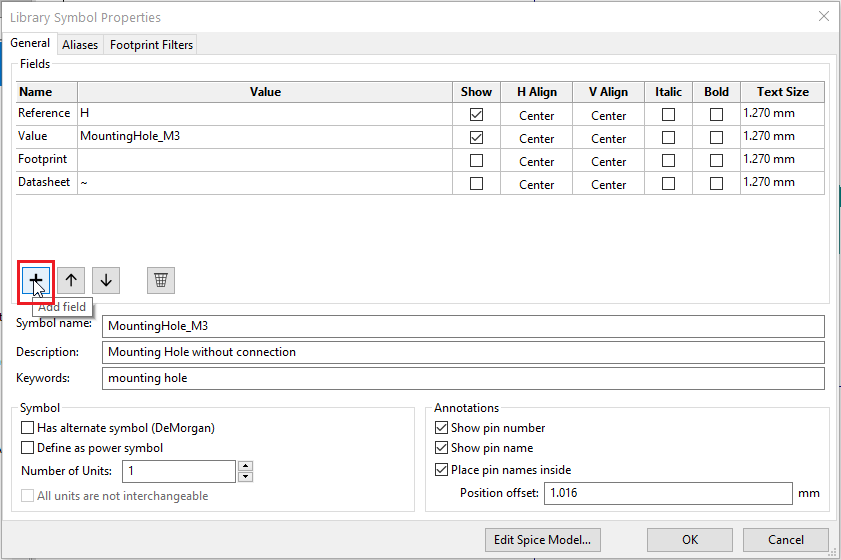 Library Symbol Properties
General Aliases Footprint Filters
Fields
Name Value Show H Align V Align Italic Bold Text Size
Reference H Center Center 1.270 mm
Value MountingHole_M3 Center Center 1.270 mm
Footprint Center Center 1.270 mm
Datasheet ~ Center Center 1.270 mm
Add field
Symbol name: MountingHole_M3
Description: Mounting Hole without connection
Keywords: mounting hole
Symbol
Has alternate symbol (DeMorgan)
Define as power symbol
Number of Units: 1
All units are not interchangeable
Annotations
Show pin number
Show pin name
Place pin names inside
Position offset: 1.016 mm
Edit Spice Model... OK Cancel